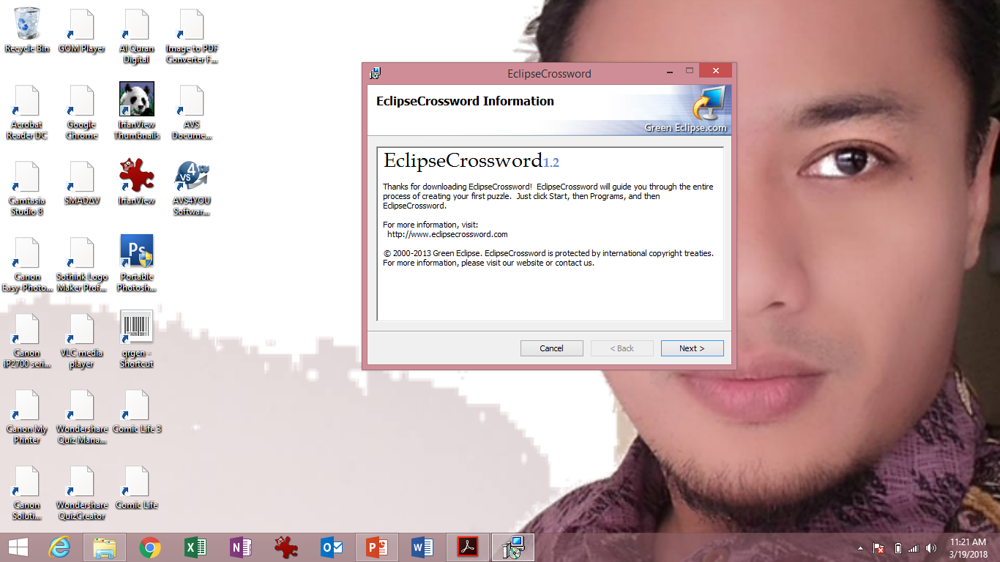 Recycle Bin
GOM Player
Al Quran
Digital
Image to PDF
Converter F...
Acrobat
Reader DC
Google
Chrome
IrfanView
Thumbnails
AVS
Docume...
Camtasia
Studio 8
SMADΔV
IrfanView
AVS4YOU
Softwar...
Canon
Easy-Photo...
Sothink Logo
Maker Prof...
Portable
Photosh...
Canon
iP2700 seri...
VLC media
player
qrgen -
Shortcut
Canon My
Printer
Wondershare
Quiz Mana...
Comic Life 3
Canon
Soluti...
Wondershare
QuizCreator
Comic Life
EclipseCrossword
EclipseCrossword Information
Green Eclipse.com
EclipseCrossword1.2
Thanks for downloading EclipseCrossword!  EclipseCrossword will guide you through the entire
process of creating your first puzzle.  Just click Start, then Programs, and then
EclipseCrossword.
For more information, visit:
http://www.eclipsecrossword.com
© 2000-2013 Green Eclipse. EclipseCrossword is protected by international copyright treaties.
For more information, please visit our website or contact us.
Cancel
< Back
Next >
11:21 AM
3/19/2018